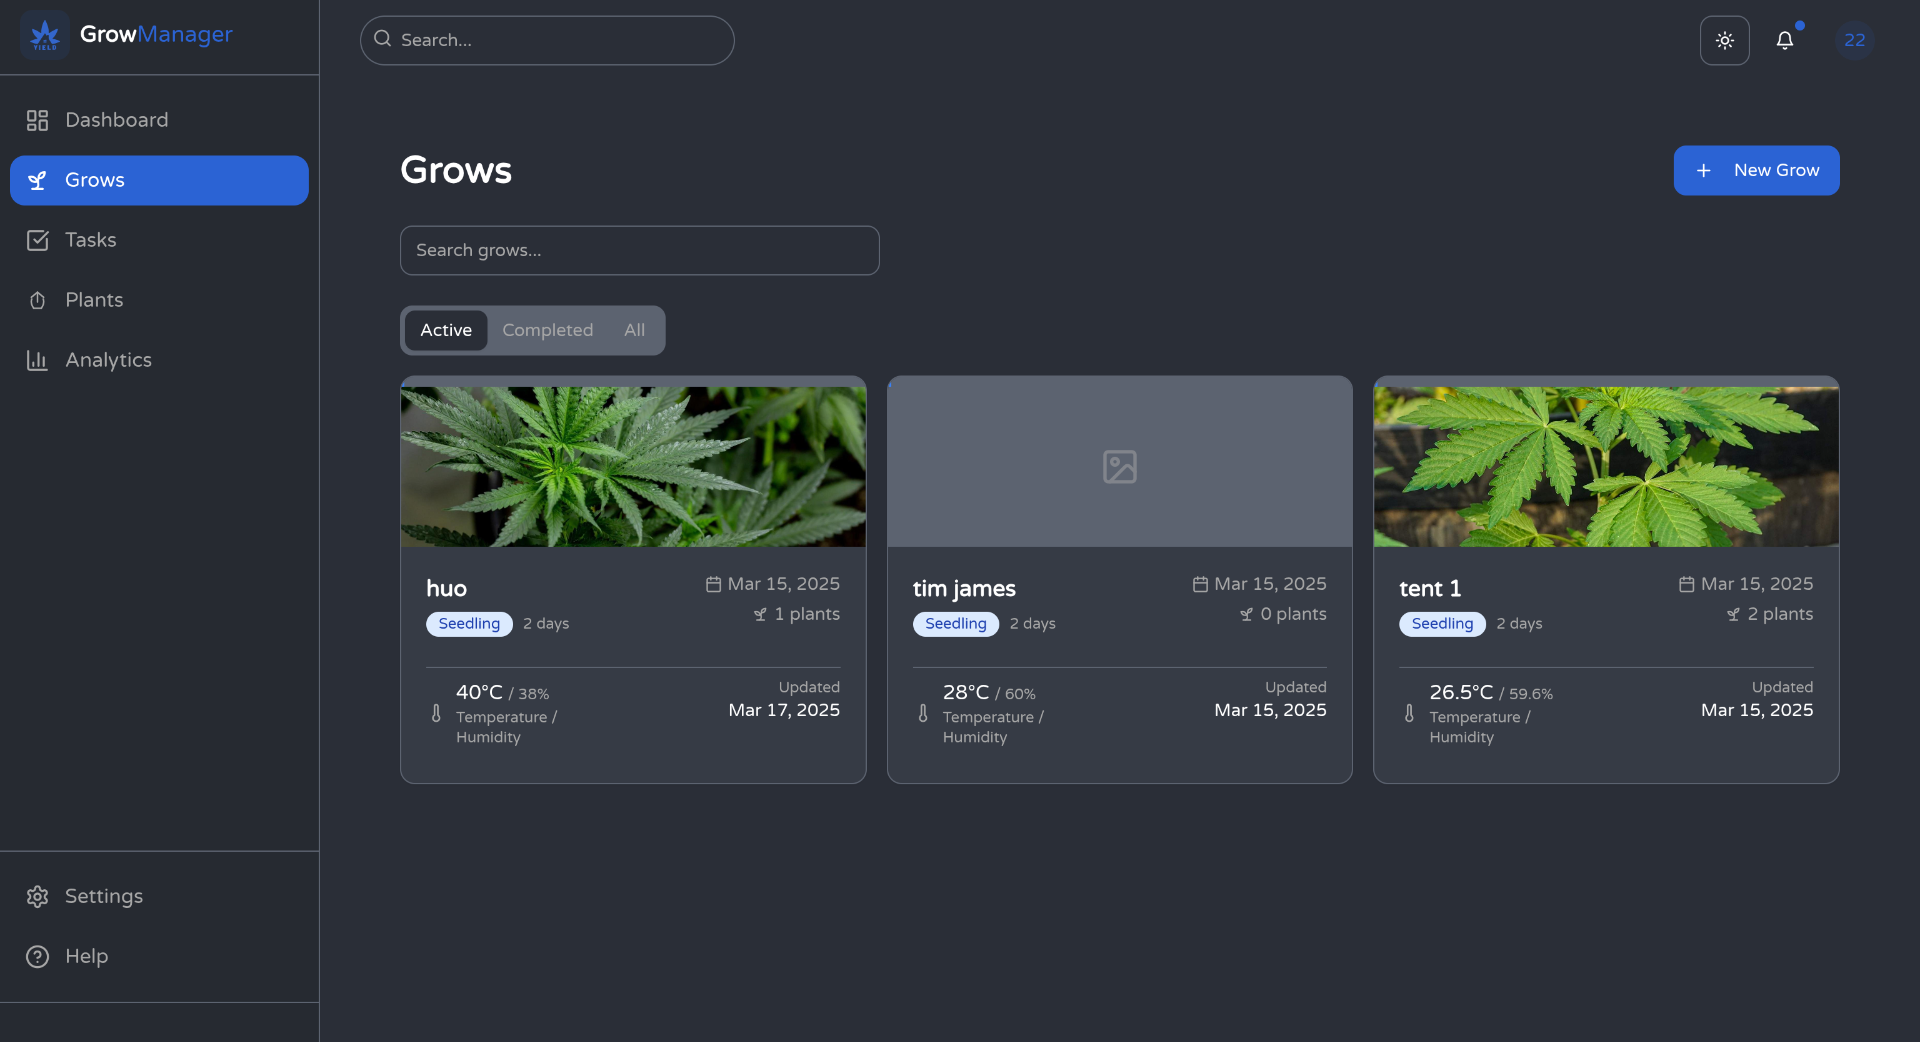 YIELD
GrowManager
Search...
22
Dashboard
Grows
Tasks
Plants
Analytics
Settings
Help
Grows
New Grow
Search grows...
Active Completed All
huo
Mar 15, 2025
1 plants
Seedling 2 days
40°C / 38%
Temperature /
Humidity
Updated
Mar 17, 2025
tim james
Mar 15, 2025
0 plants
Seedling 2 days
28°C / 60%
Temperature /
Humidity
Updated
Mar 15, 2025
tent 1
Mar 15, 2025
2 plants
Seedling 2 days
26.5°C / 59.6%
Temperature /
Humidity
Updated
Mar 15, 2025